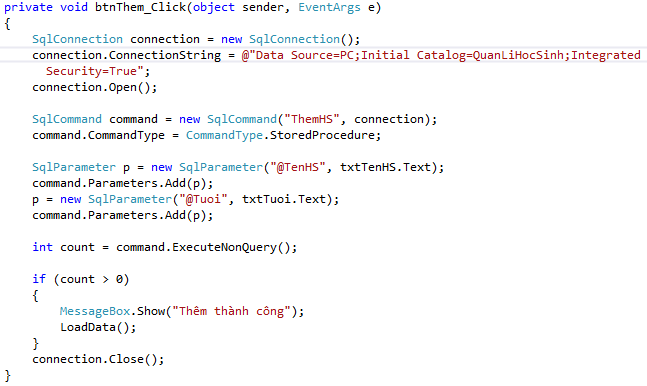 private void btnThem_Click(object sender, EventArgs e)
{
    SqlConnection connection = new SqlConnection();
    connection.ConnectionString = @"Data Source=PC;Initial Catalog=QuanLiHocSinh;Integrated
      Security=True";
    connection.Open();

    SqlCommand command = new SqlCommand("ThemHS", connection);
    command.CommandType = CommandType.StoredProcedure;

    SqlParameter p = new SqlParameter("@TenHS", txtTenHS.Text);
    command.Parameters.Add(p);
    p = new SqlParameter("@Tuoi", txtTuoi.Text);
    command.Parameters.Add(p);

    int count = command.ExecuteNonQuery();

    if (count > 0)
    {
        MessageBox.Show("Thêm thành công");
        LoadData();
    }
    connection.Close();
}